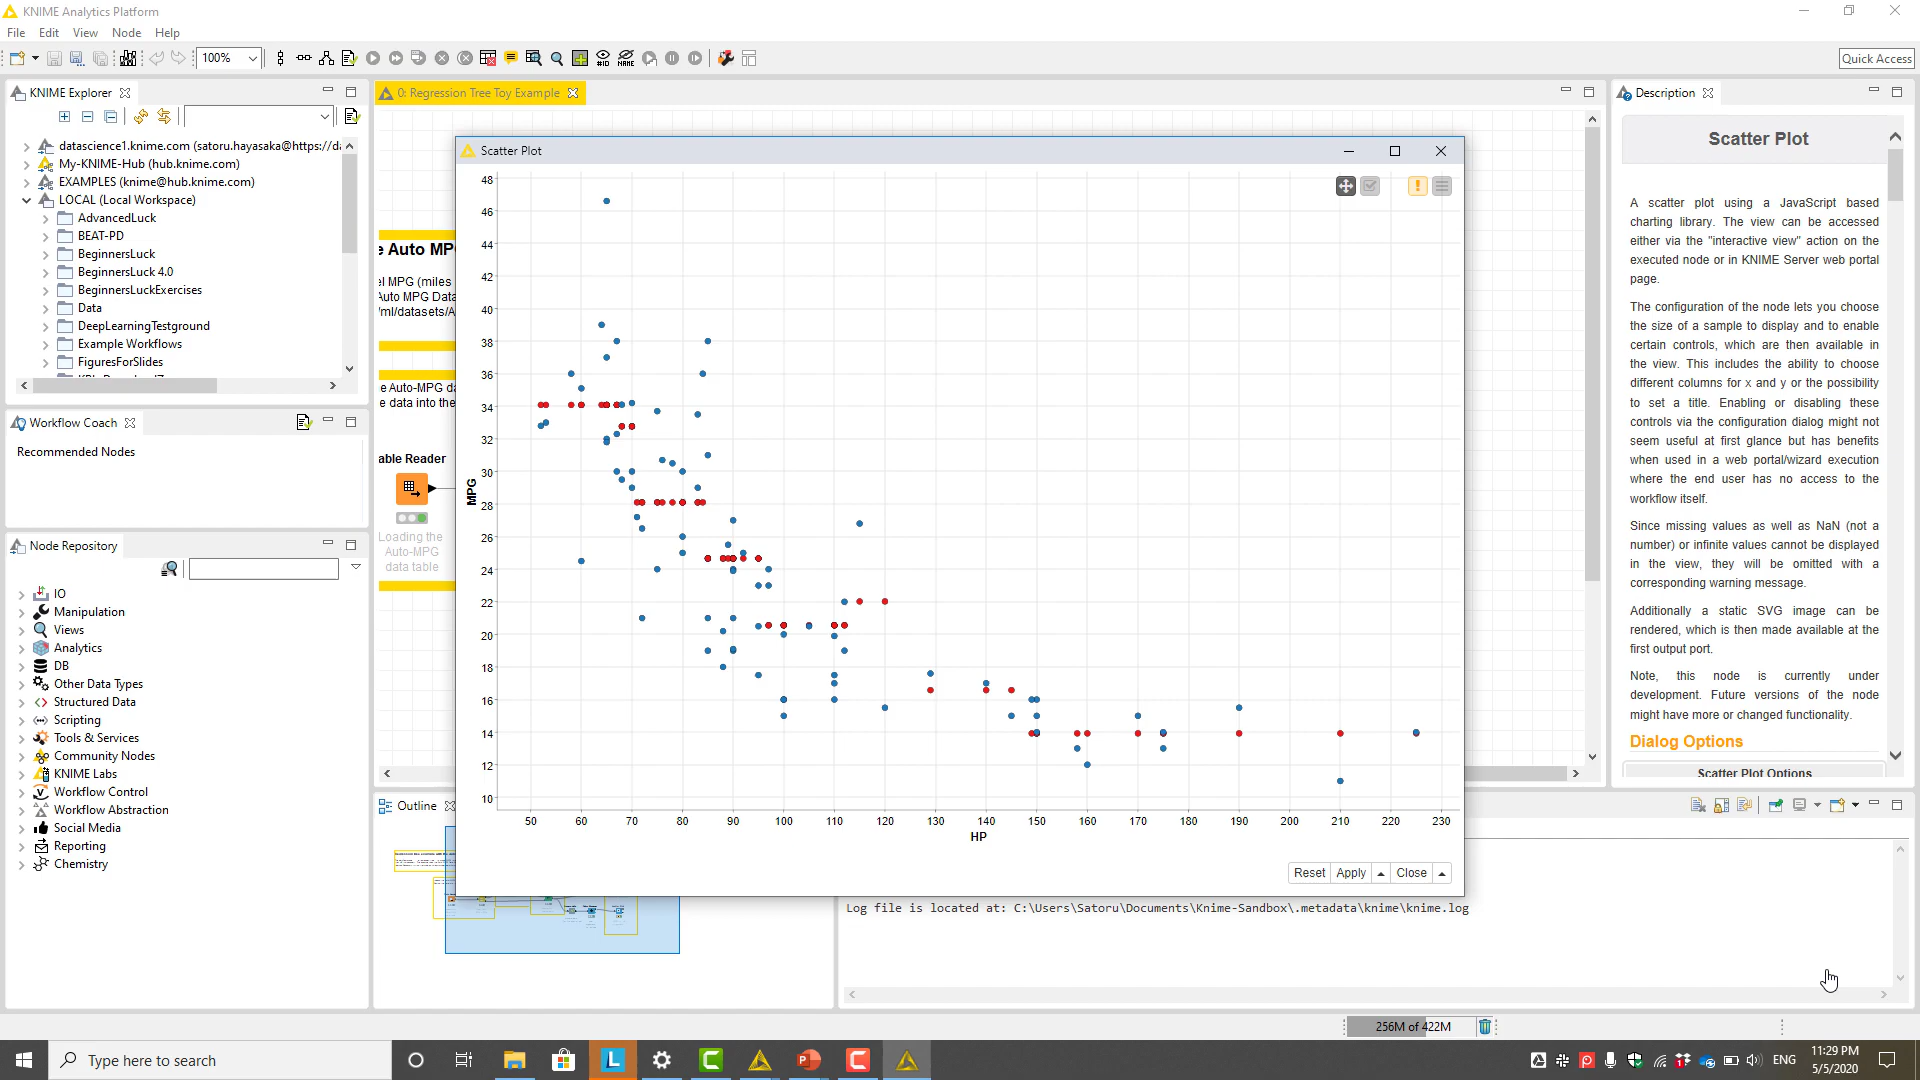 KNIME Analytics Platform
File Edit View Node Help
100%
Quick Access
KNIME Explorer
datascience1.knime.com (satoru.hayasaka@https://d
My-KNIME-Hub (hub.knime.com)
EXAMPLES (knime@hub.knime.com)
LOCAL (Local Workspace)
AdvancedLuck
BEAT-PD
BeginnersLuck
BeginnersLuck 4.0
BeginnersLuckExercises
Data
DeepLearningTestground
Example Workflows
FiguresForSlides
Workflow Coach
Recommended Nodes
Node Repository
IO
Manipulation
Views
Analytics
DB
Other Data Types
Structured Data
Scripting
Tools & Services
Community Nodes
KNIME Labs
Workflow Control
Workflow Abstraction
Social Media
Reporting
Chemistry
0: Regression Tree Toy Example
e Auto MP
el MPG (miles
Auto MPG Data
/ml/datasets/A
e Auto-MPG da
e data into the
able Reader
Loading the
Auto-MPG
data table
Outline
Scatter Plot
48
46
44
42
40
38
36
34
32
30
28
26
24
22
20
18
16
14
12
10
MPG
50 60 70 80 90 100 110 120 130 140 150 160 170 180 190 200 210 220 230
HP
Reset Apply Close
Log file is located at: C:\Users\Satoru\Documents\Knime-Sandbox\.metadata\knime\knime.log
Description
Scatter Plot
A scatter plot using a JavaScript based
charting library. The view can be accessed
either via the "interactive view" action on the
executed node or in KNIME Server web portal
page.
The configuration of the node lets you choose
the size of a sample to display and to enable
certain controls, which are then available in
the view. This includes the ability to choose
different columns for x and y or the possibility
to set a title. Enabling or disabling these
controls via the configuration dialog might not
seem useful at first glance but has benefits
when used in a web portal/wizard execution
where the end user has no access to the
workflow itself.
Since missing values as well as NaN (not a
number) or infinite values cannot be displayed
in the view, they will be omitted with a
corresponding warning message.
Additionally a static SVG image can be
rendered, which is then made available at the
first output port.
Note, this node is currently under
development. Future versions of the node
might have more or changed functionality.
Dialog Options
Scatter Plot Options
256M of 422M
Type here to search
ENG
11:29 PM
5/5/2020